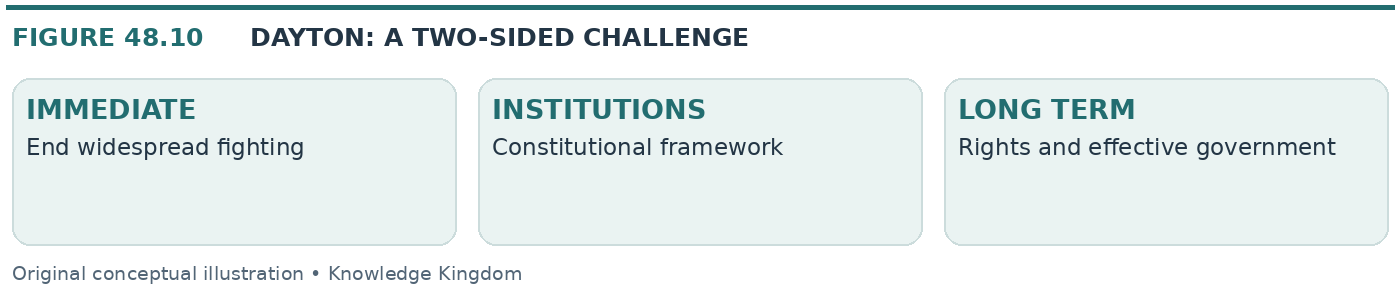 FIGURE 48.10 DAYTON: A TWO-SIDED CHALLENGE
IMMEDIATE
End widespread fighting
INSTITUTIONS
Constitutional framework
LONG TERM
Rights and effective government
Original conceptual illustration • Knowledge Kingdom